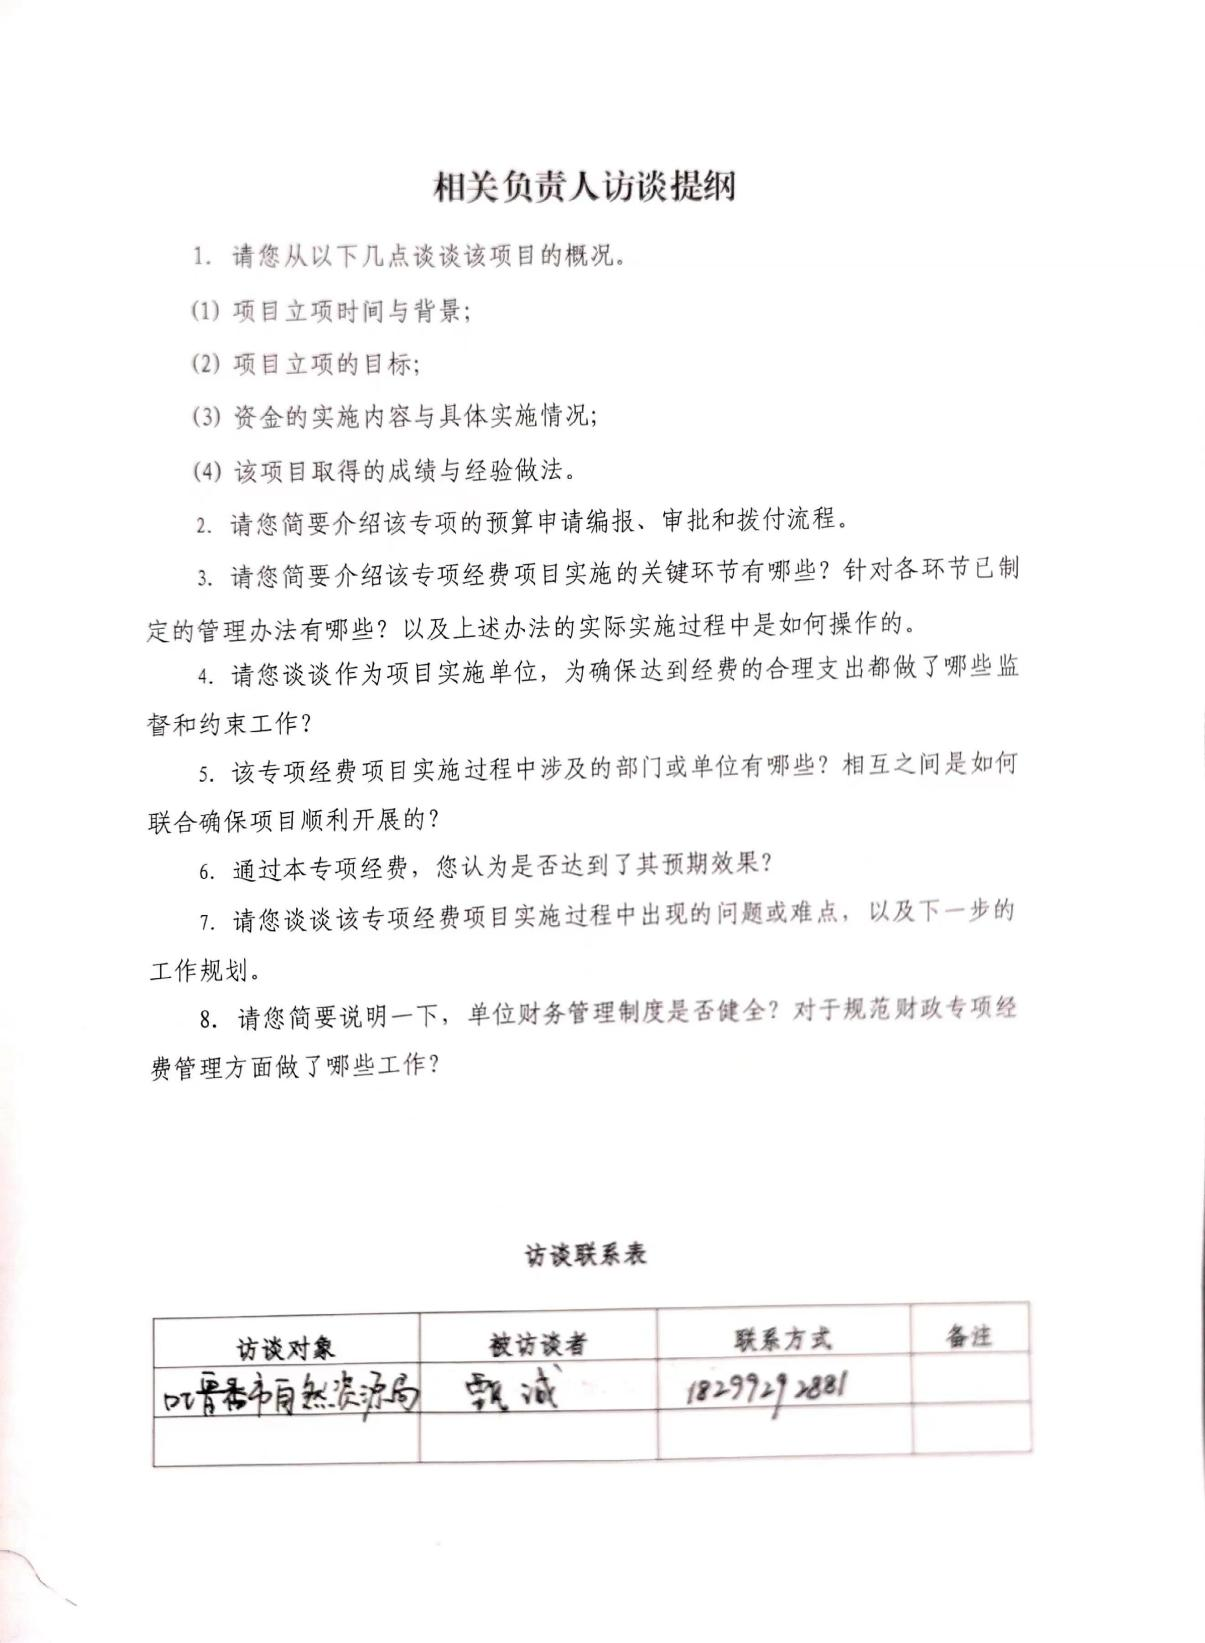 相关负责人访谈提纲
1. 请您从以下几点谈谈该项目的概况。
(1) 项目立项时间与背景;
(2) 项目立项的目标;
(3) 资金的实施内容与具体实施情况;
(4) 该项目取得的成绩与经验做法。
2. 请您简要介绍该专项的预算申请编报、审批和拨付流程。
3. 请您简要介绍该专项经费项目实施的关键环节有哪些？针对各环节已制
定的管理办法有哪些？以及上述办法的实际实施过程中是如何操作的。
4. 请您谈谈作为项目实施单位，为确保达到经费的合理支出都做了哪些监
督和约束工作？
5. 该专项经费项目实施过程中涉及的部门或单位有哪些？相互之间是如何
联合确保项目顺利开展的？
6. 通过本专项经费，您认为是否达到了其预期效果？
7. 请您谈谈该专项经费项目实施过程中出现的问题或难点，以及下一步的
工作规划。
8. 请您简要说明一下，单位财务管理制度是否健全？对于规范财政专项经
费管理方面做了哪些工作？
访谈联系表
访谈对象 被访谈者 联系方式 备注
吐鲁番市自然资源局 甄诚 18299292881